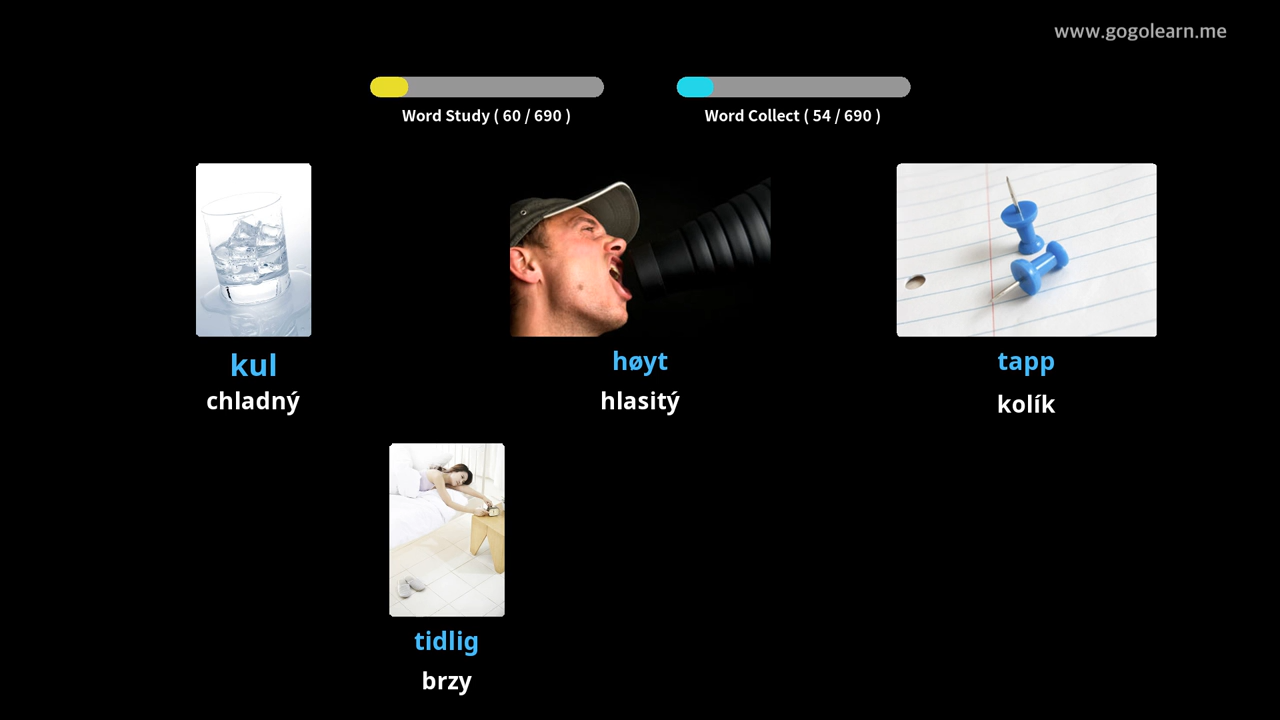 www.gogolearn.me
Word Study ( 60 / 690 )
Word Collect ( 54 / 690 )
kul
chladný
høyt
hlasitý
tapp
kolík
tidlig
brzy